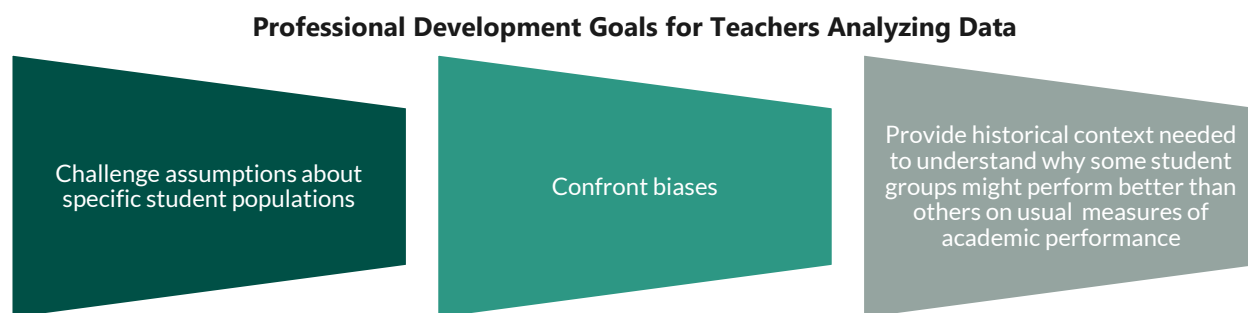 Professional Development Goals for Teachers Analyzing Data
Challenge assumptions about
specific student populations
Confront biases
Provide historical context needed
to understand why some student
groups might perform better than
others on usual measures of
academic performance